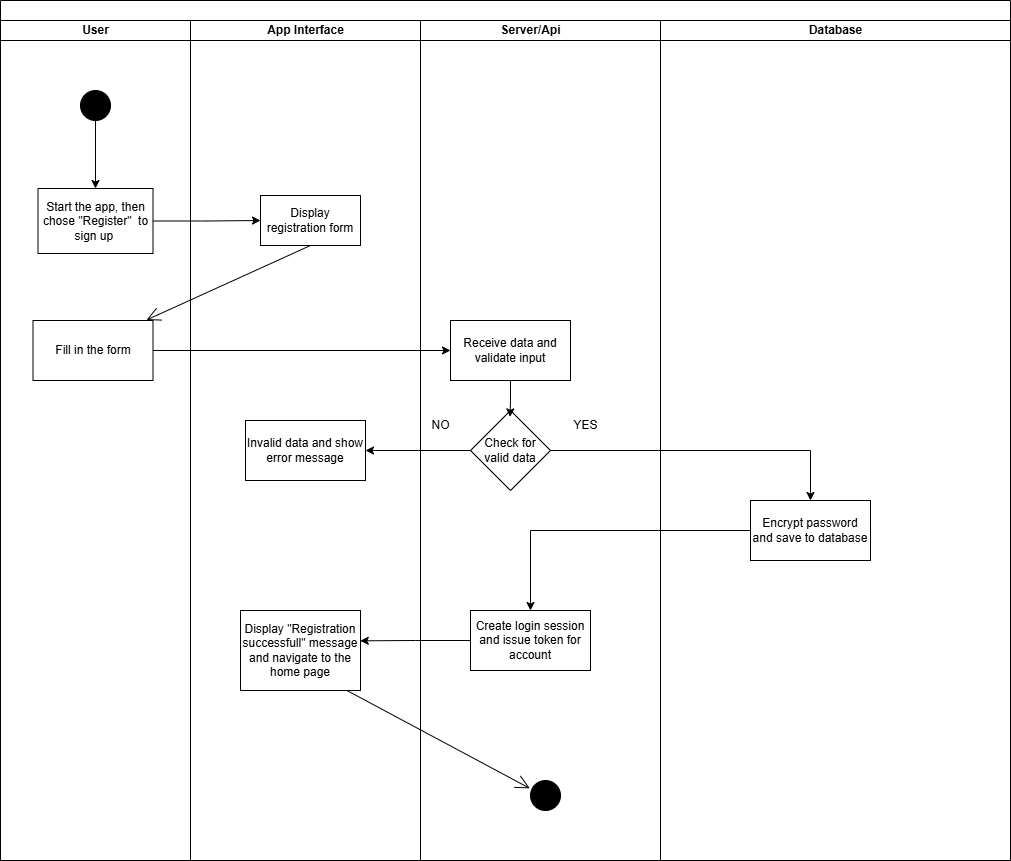 User
App Interface
Server/Api
Database
Start the app, then
chose "Register" to
sign up
Display
registration form
Fill in the form
Receive data and
validate input
NO
YES
Check for
valid data
Invalid data and show
error message
Encrypt password
and save to database
Create login session
and issue token for
account
Display "Registration
successfull" message
and navigate to the
home page